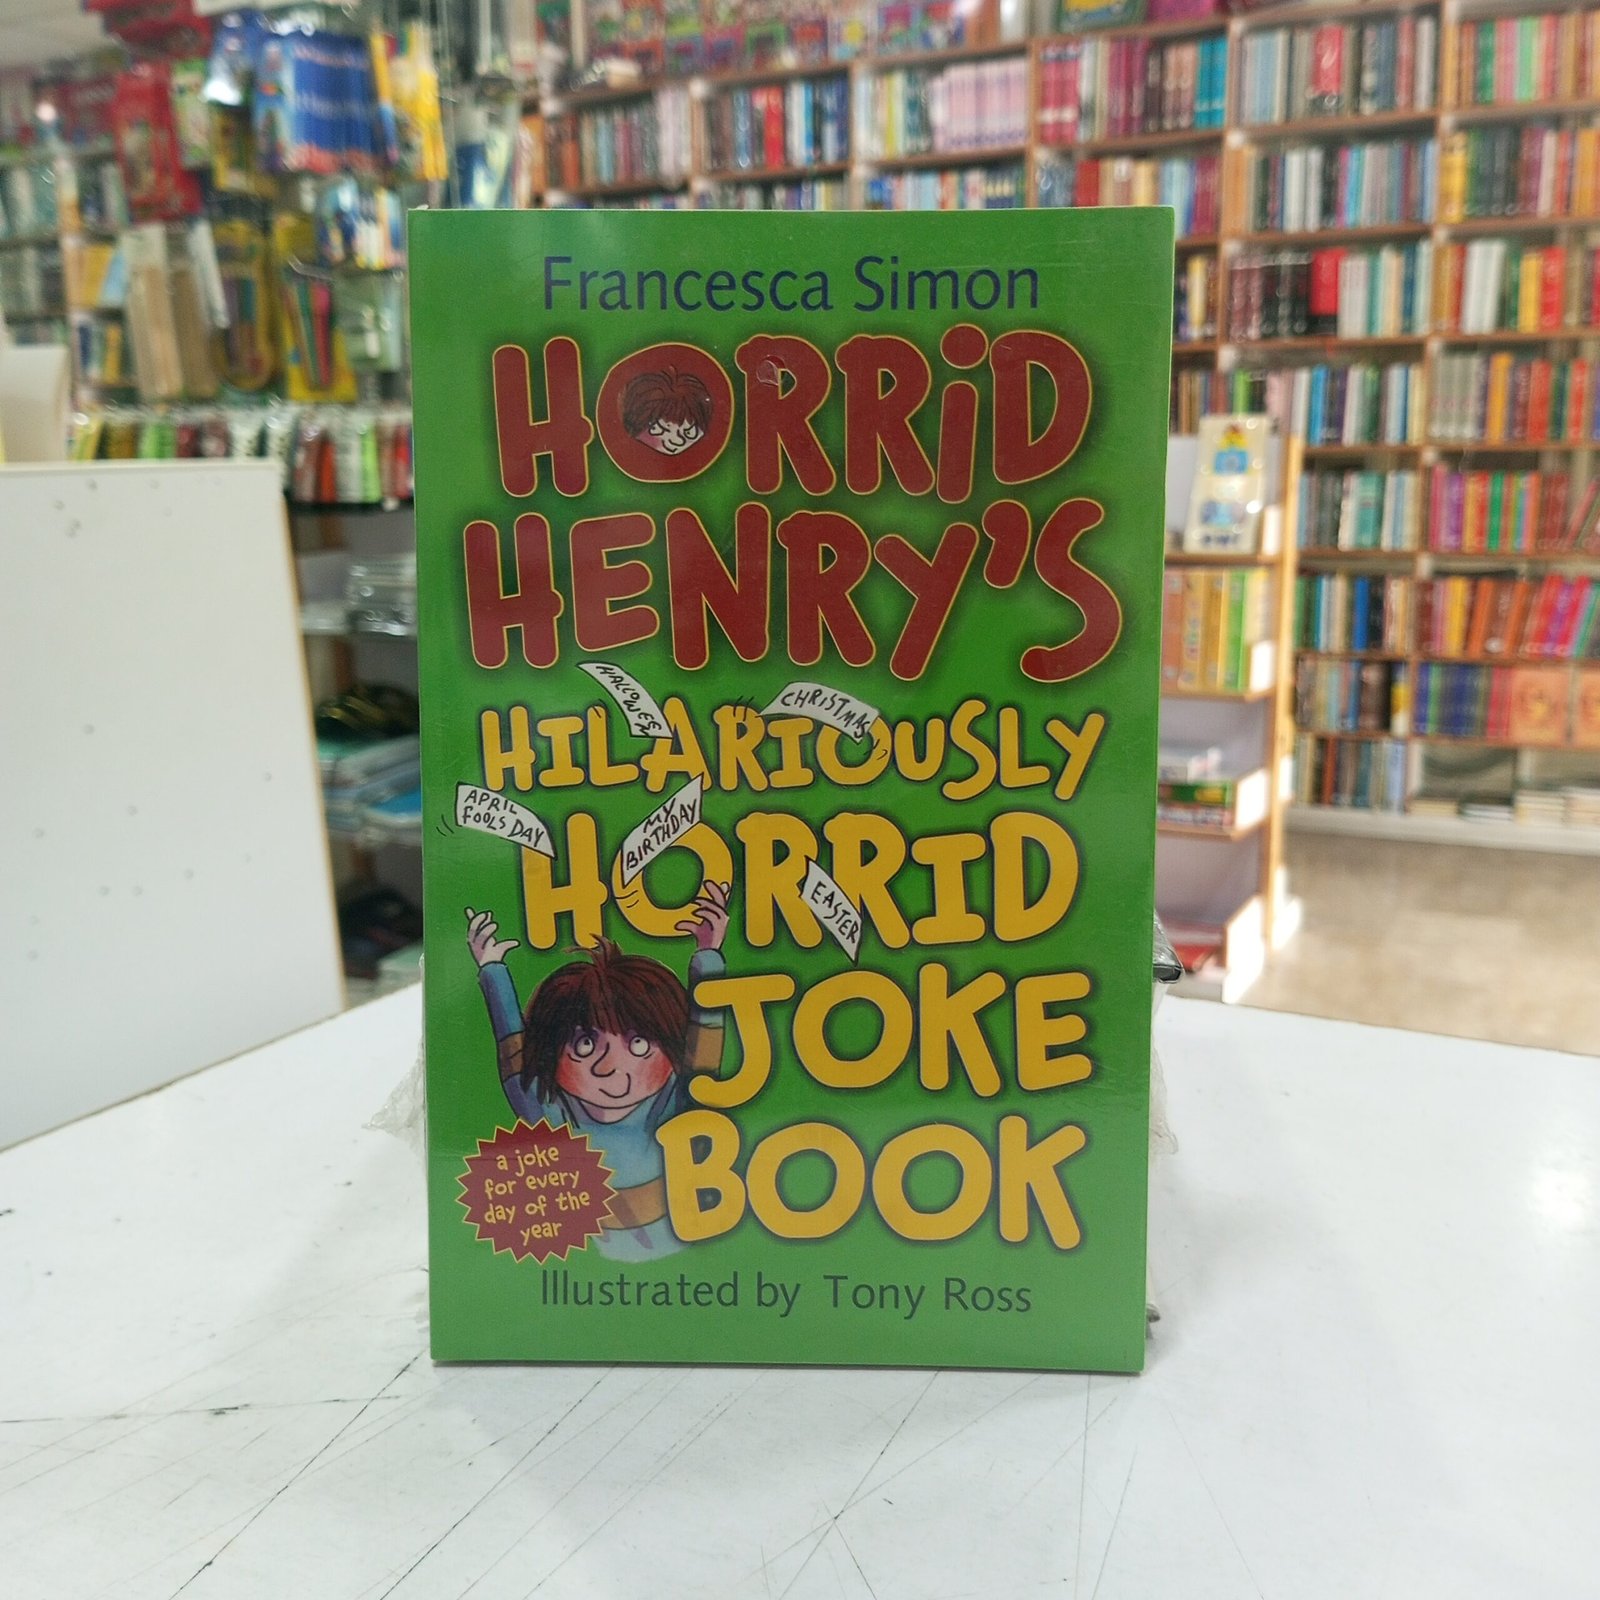 Francesca Simon
HORRiD
HENRY'S
HALLOWEEN
CHRISTMAS
HILARIOUSLY
APRIL
FOOLS DAY
MY
BIRTHDAY
HORRID
EASTER
JOKE
BOOK
a joke
for every
day of the
year
Illustrated by Tony Ross